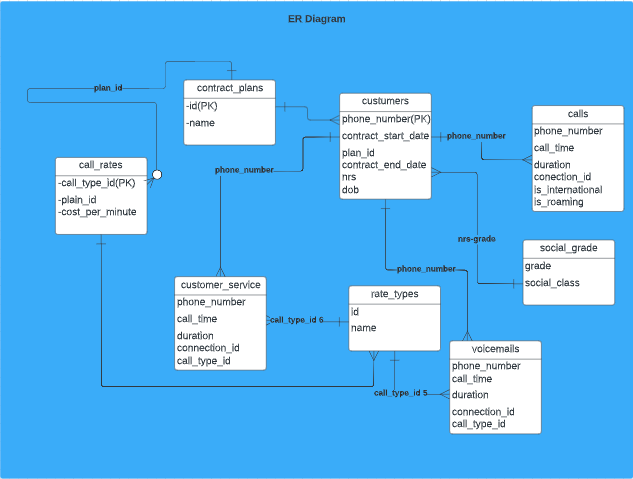 ER Diagram
plan_id
contract_plans
-id(PK)
-name
custumers
phone_number(PK)
contract_start_date
plan_id
contract_end_date
nrs
dob
phone_number
calls
phone_number
call_time
duration
conection_id
is_international
is_roaming
call_rates
-call_type_id(PK)
-plain_id
-cost_per_minute
phone_number
nrs-grade
social_grade
grade
social_class
phone_number
customer_service
phone_number
call_time
duration
connection_id
call_type_id
call_type_id 6
rate_types
id
name
call_type_id 5
voicemails
phone_number
call_time
duration
connection_id
call_type_id